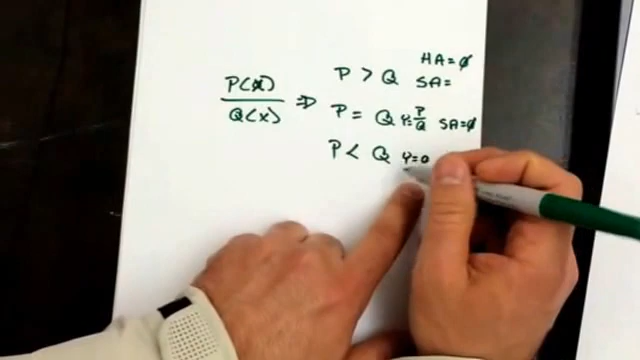 HA=ϕ
P > Q SA=
P(x)
Q(x)
⇒ P = Q Y=P/Q SA=ϕ
P < Q Y=0